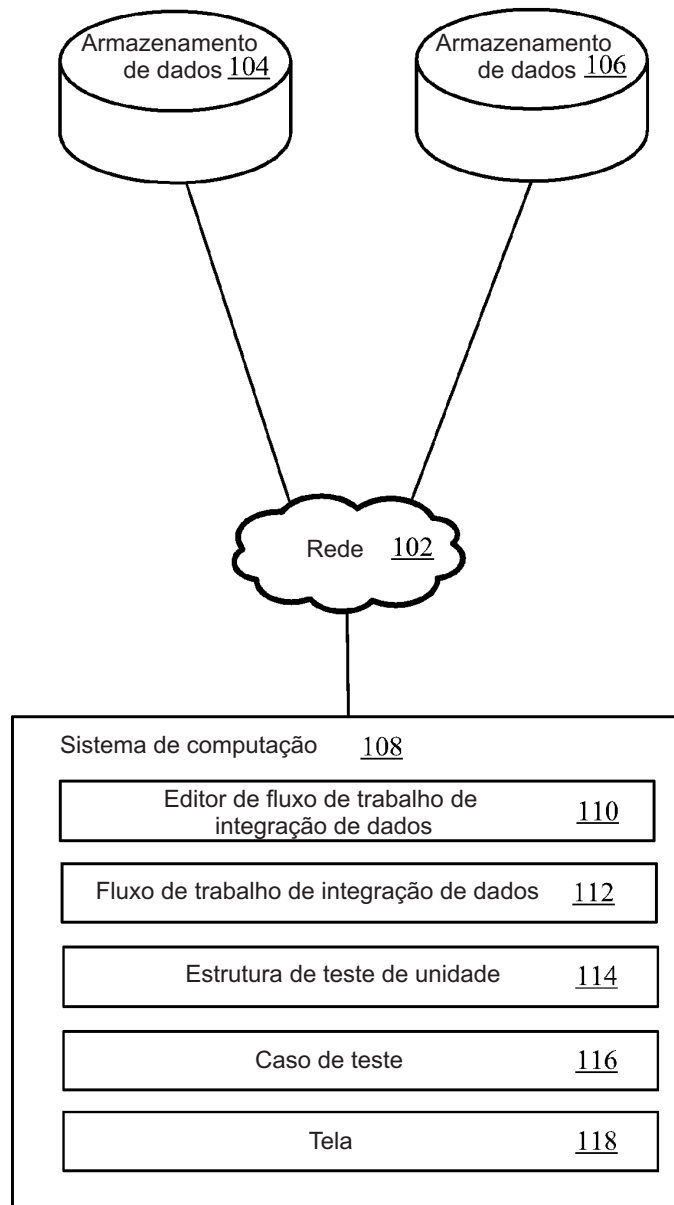 Armazenamento
de dados 104
Armazenamento
de dados 106
Rede 102
Sistema de computação 108
Editor de fluxo de trabalho de
integração de dados 110
Fluxo de trabalho de integração de dados 112
Estrutura de teste de unidade 114
Caso de teste 116
Tela 118